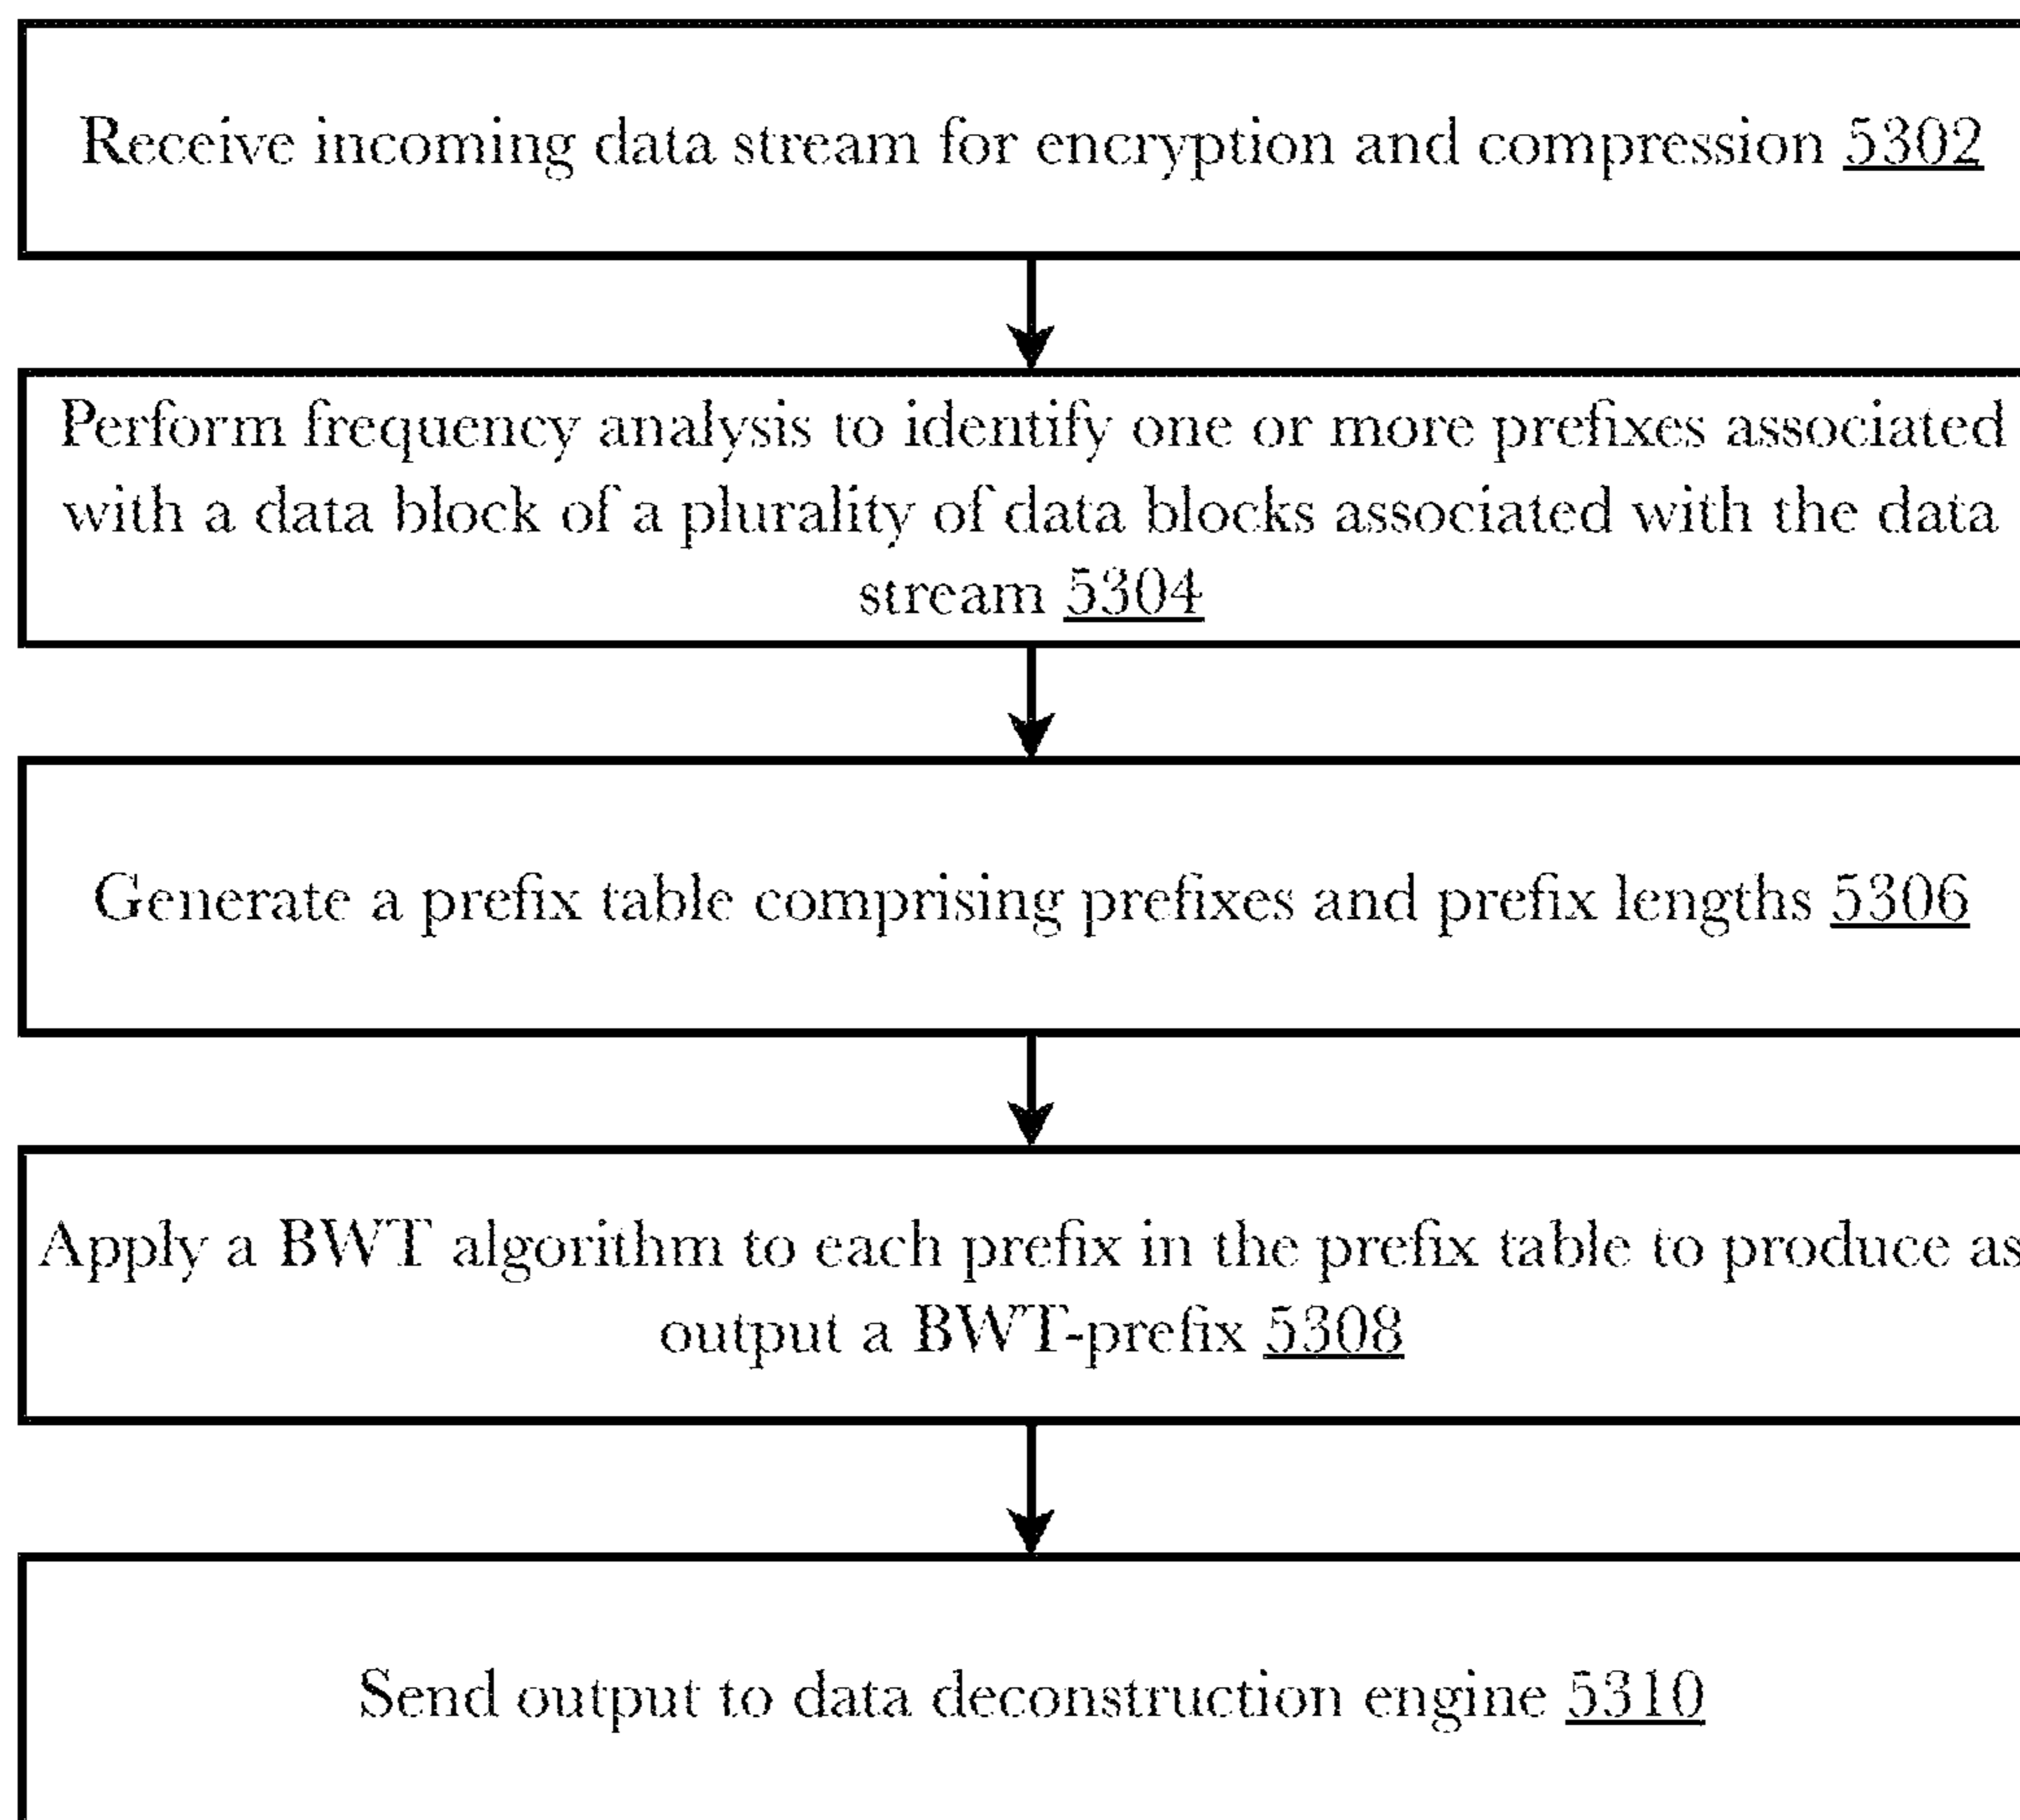 Receive incoming data stream for encryption and compression 5302
Perform frequency analysis to identify one or more prefixes associated
with a data block of a plurality of data blocks associated with the data
stream 5304
Generate a prefix table comprising prefixes and prefix lengths 5306
Apply a BWT algorithm to each prefix in the prefix table to produce as
output a BWT-prefix 5308
Send output to data deconstruction engine 5310